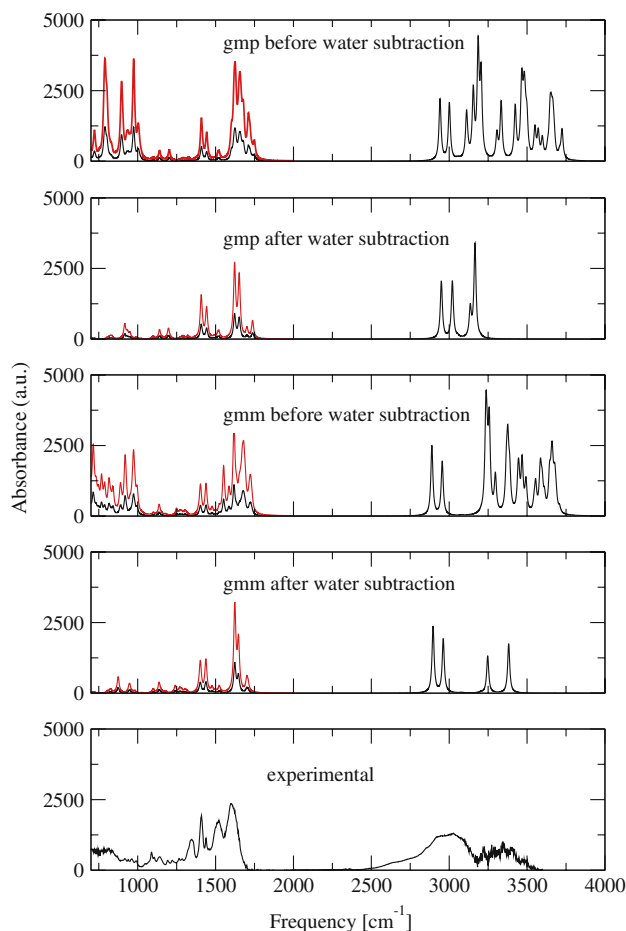 5000
gmp before water subtraction
2500
0
5000
gmp after water subtraction
2500
0
5000
gmm before water subtraction
2500
0
5000
gmm after water subtraction
2500
0
5000
experimental
2500
0
1000 1500 2000 2500 3000 3500 4000
Frequency [cm⁻¹]
Absorbance (a.u.)